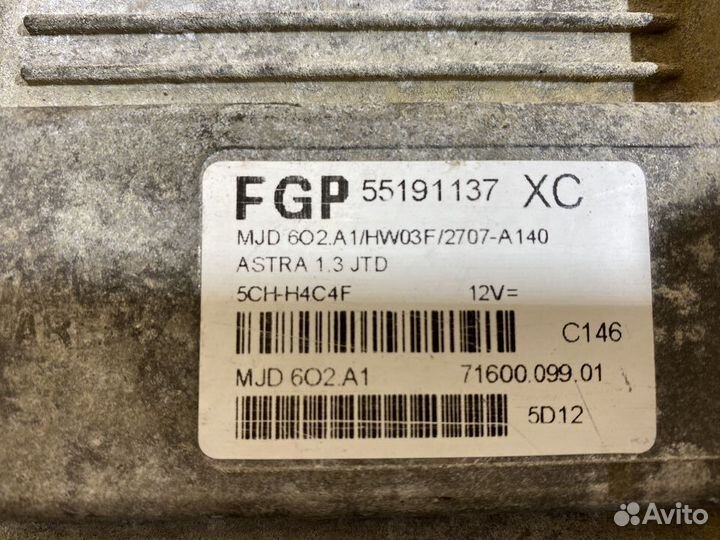 FGP 55191137 XC
MJD 6O2.A1/HW03F/2707-A140
ASTRA 1.3 JTD
5CH-H4C4F 12V=
C146
MJD 6O2.A1 71600.099.01
5D12
Avito